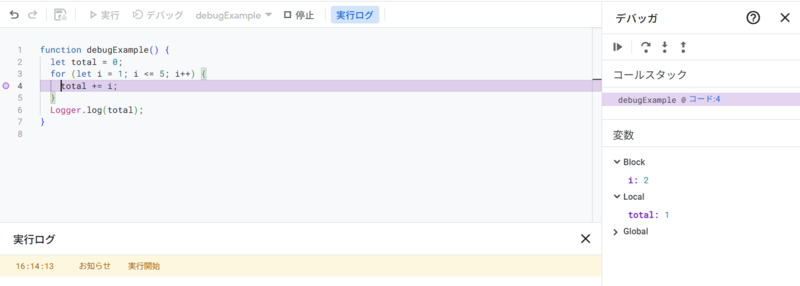 実行 デバッグ debugExample 停止 実行ログ
1 function debugExample() {
2 let total = 0;
3 for (let i = 1; i <= 5; i++) {
4 total += i;
5 }
6 Logger.log(total);
7 }
8
実行ログ
16:14:13 お知らせ 実行開始
デバッガ
コールスタック
debugExample @ コード:4
変数
Block
i: 2
Local
total: 1
Global